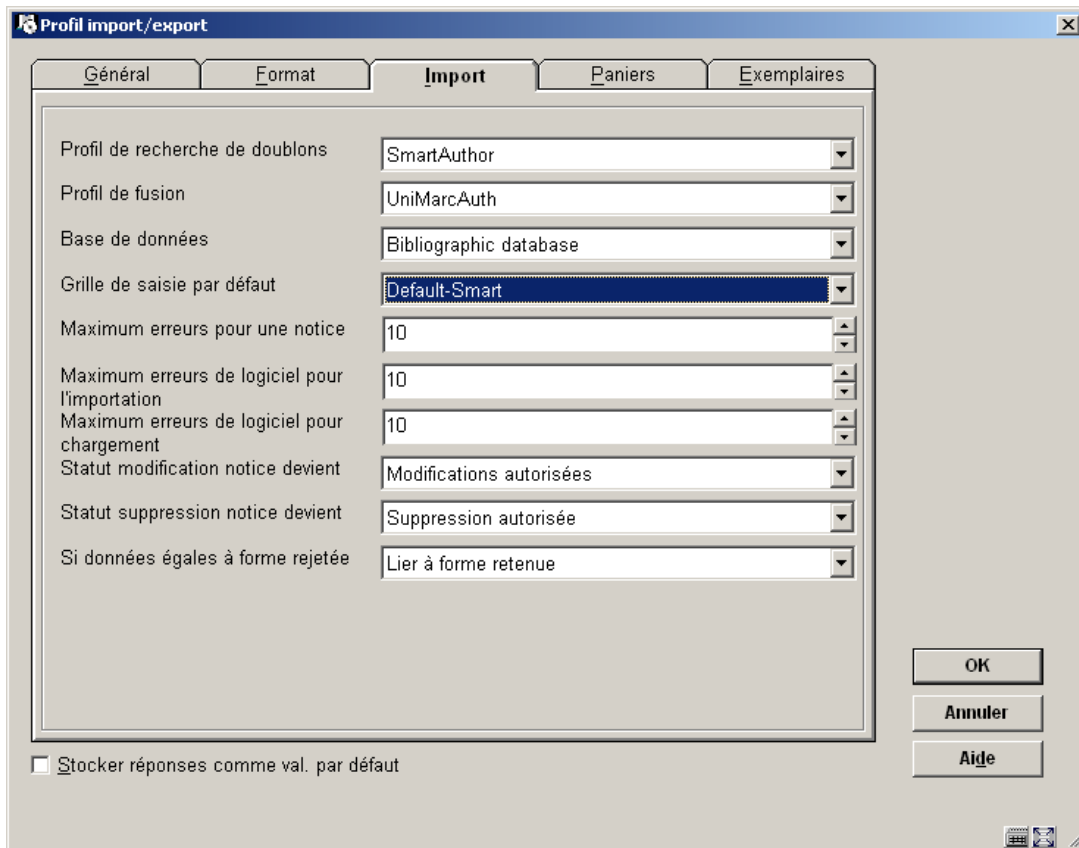 Profil import/export
Général Format Import Paniers Exemplaires
Profil de recherche de doublons SmartAuthor
Profil de fusion UniMarcAuth
Base de données Bibliographic database
Grille de saisie par défaut Default-Smart
Maximum erreurs pour une notice 10
Maximum erreurs de logiciel pour
l'importation 10
Maximum erreurs de logiciel pour
chargement 10
Statut modification notice devient Modifications autorisées
Statut suppression notice devient Suppression autorisée
Si données égales à forme rejetée Lier à forme retenue
OK
Annuler
Aide
Stocker réponses comme val. par défaut